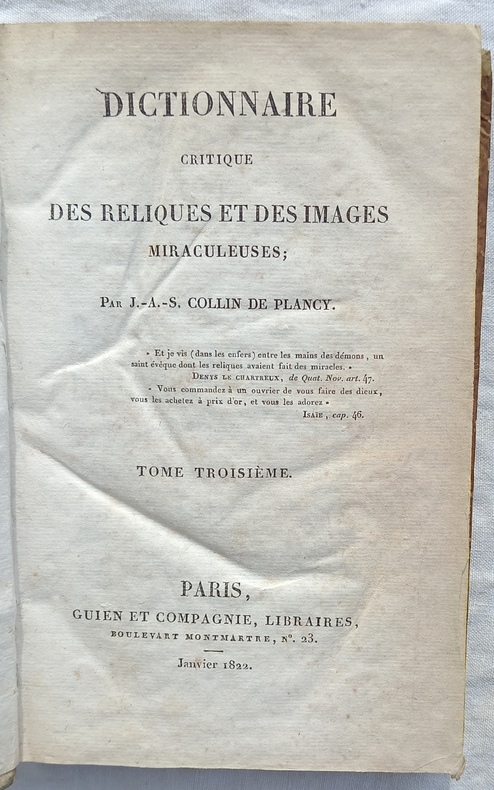 DICTIONNAIRE
CRITIQUE
DES RELIQUES ET DES IMAGES
MIRACULEUSES;
PAR J.-A.-S. COLLIN DE PLANCY.
« Et je vis (dans les enfers) entre les mains des démons, un
saint évêque dont les reliques avaient fait des miracles. »
DENYS LE CHARTREUX, de Quat. Nov. art. 47.
« Vous commandez à un ouvrier de vous faire des dieux,
vous les achetez à prix d'or, et vous les adorez »
ISAIE, cap. 46.
TOME TROISIÈME.
PARIS,
GUIEN ET COMPAGNIE, LIBRAIRES,
BOULEVART MONTMARTRE, N°. 23.
Janvier 1822.